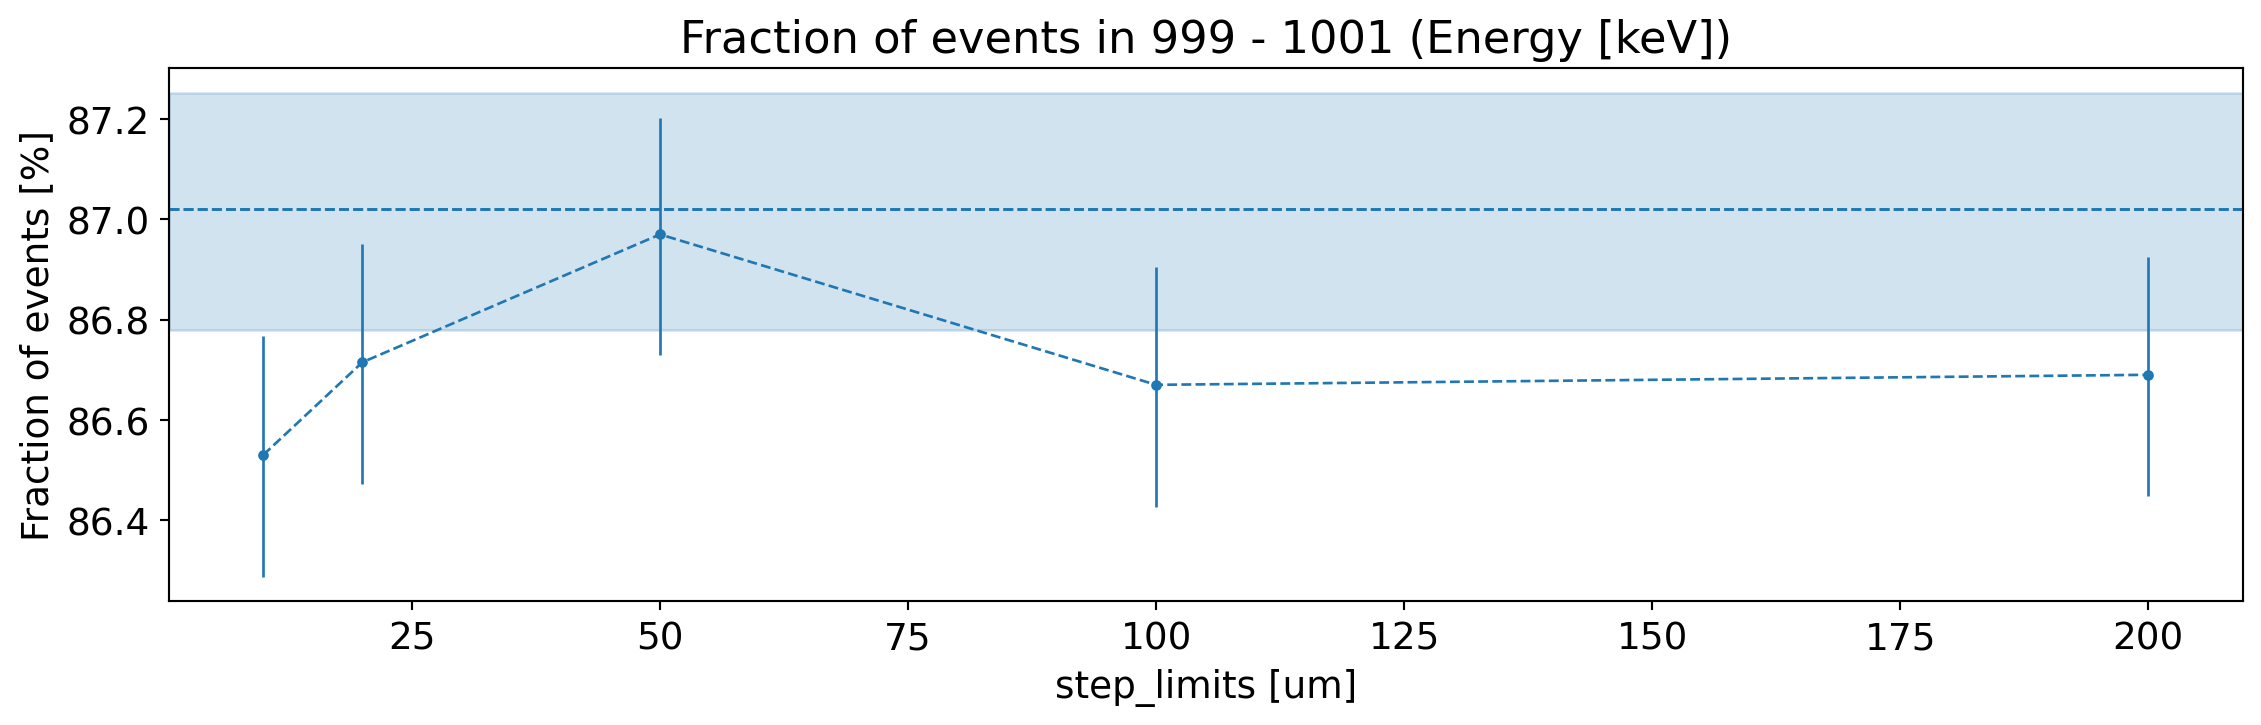 Fraction of events in 999 - 1001 (Energy [keV])
Fraction of events [%]
87.2
87.0
86.8
86.6
86.4
25 50 75 100 125 150 175 200
step_limits [um]